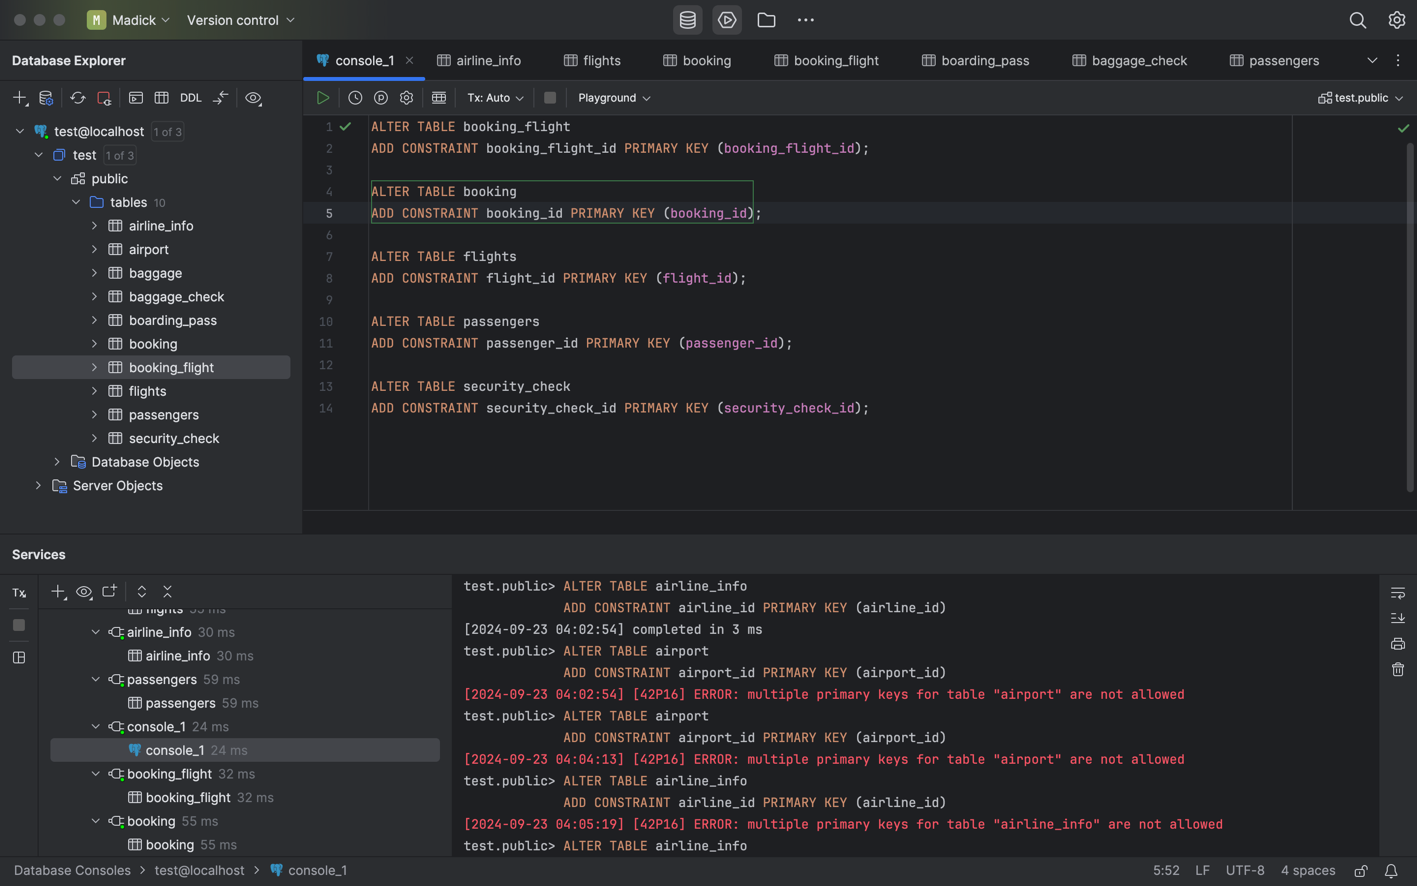 M Madick Version control
Database Explorer
console_1 airline_info flights booking booking_flight boarding_pass baggage_check passengers
DDL
Tx: Auto Playground test.public
test@localhost 1 of 3
test 1 of 3
public
tables 10
airline_info
airport
baggage
baggage_check
boarding_pass
booking
booking_flight
flights
passengers
security_check
Database Objects
Server Objects
1 ALTER TABLE booking_flight
2 ADD CONSTRAINT booking_flight_id PRIMARY KEY (booking_flight_id);
3
4 ALTER TABLE booking
5 ADD CONSTRAINT booking_id PRIMARY KEY (booking_id);
6
7 ALTER TABLE flights
8 ADD CONSTRAINT flight_id PRIMARY KEY (flight_id);
9
10 ALTER TABLE passengers
11 ADD CONSTRAINT passenger_id PRIMARY KEY (passenger_id);
12
13 ALTER TABLE security_check
14 ADD CONSTRAINT security_check_id PRIMARY KEY (security_check_id);
Services
Tx
flights 55 ms
airline_info 30 ms
airline_info 30 ms
passengers 59 ms
passengers 59 ms
console_1 24 ms
console_1 24 ms
booking_flight 32 ms
booking_flight 32 ms
booking 55 ms
booking 55 ms
test.public> ALTER TABLE airline_info
ADD CONSTRAINT airline_id PRIMARY KEY (airline_id)
[2024-09-23 04:02:54] completed in 3 ms
test.public> ALTER TABLE airport
ADD CONSTRAINT airport_id PRIMARY KEY (airport_id)
[2024-09-23 04:02:54] [42P16] ERROR: multiple primary keys for table "airport" are not allowed
test.public> ALTER TABLE airport
ADD CONSTRAINT airport_id PRIMARY KEY (airport_id)
[2024-09-23 04:04:13] [42P16] ERROR: multiple primary keys for table "airport" are not allowed
test.public> ALTER TABLE airline_info
ADD CONSTRAINT airline_id PRIMARY KEY (airline_id)
[2024-09-23 04:05:19] [42P16] ERROR: multiple primary keys for table "airline_info" are not allowed
test.public> ALTER TABLE airline_info
Database Consoles > test@localhost > console_1
5:52 LF UTF-8 4 spaces